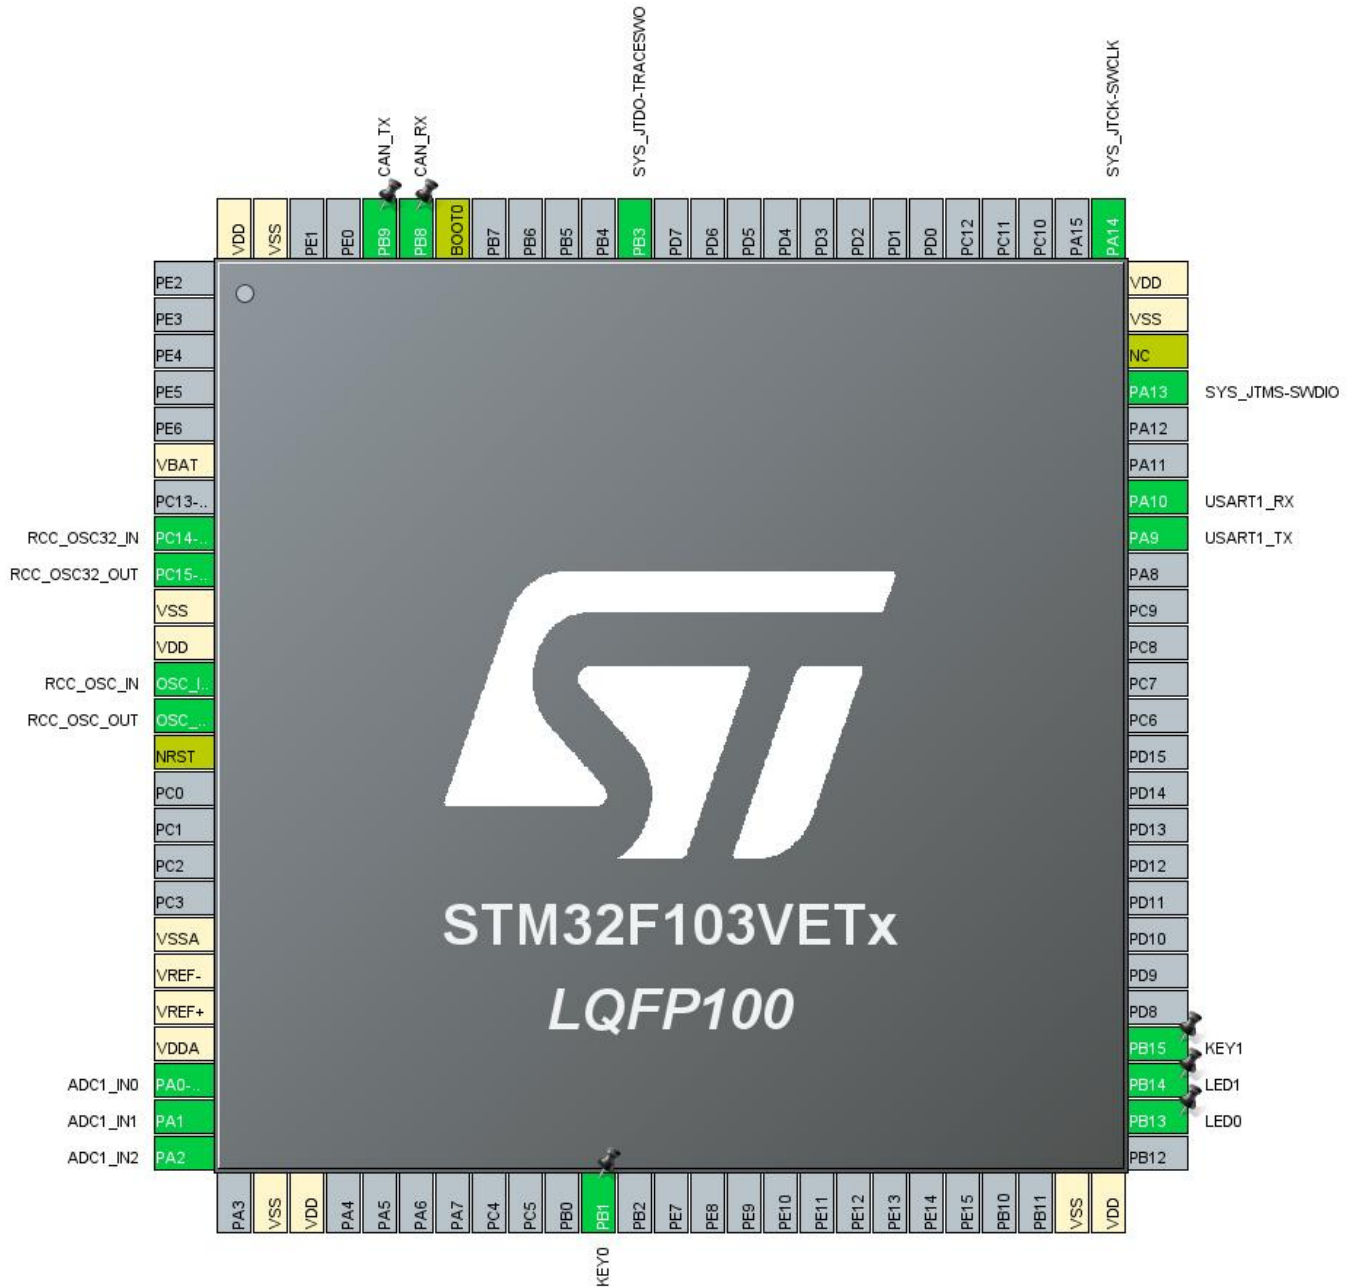 SYS_JTDO-TRACESWO
SYS_JTCK-SWCLK
CAN_TX
CAN_RX
VDD
VSS
PE1
PE0
PB9
PB8
BOOT0
PB7
PB6
PB5
PB4
PB3
PD7
PD6
PD5
PD4
PD3
PD2
PD1
PD0
PC12
PC11
PC10
PA15
PA14
PE2
PE3
PE4
PE5
PE6
VBAT
PC13-..
RCC_OSC32_IN PC14-..
RCC_OSC32_OUT PC15-..
VSS
VDD
RCC_OSC_IN OSC_I..
RCC_OSC_OUT OSC_..
NRST
PC0
PC1
PC2
PC3
VSSA
VREF-
VREF+
VDDA
ADC1_IN0 PA0-..
ADC1_IN1 PA1
ADC1_IN2 PA2
ST
STM32F103VETx
LQFP100
VDD
VSS
NC
PA13 SYS_JTMS-SWDIO
PA12
PA11
PA10 USART1_RX
PA9 USART1_TX
PA8
PC9
PC8
PC7
PC6
PD15
PD14
PD13
PD12
PD11
PD10
PD9
PD8
PB15 KEY1
PB14 LED1
PB13 LED0
PB12
PA3
VSS
VDD
PA4
PA5
PA6
PA7
PC4
PC5
PB0
PB1
PB2
PE7
PE8
PE9
PE10
PE11
PE12
PE13
PE14
PE15
PB10
PB11
VSS
VDD
KEY0